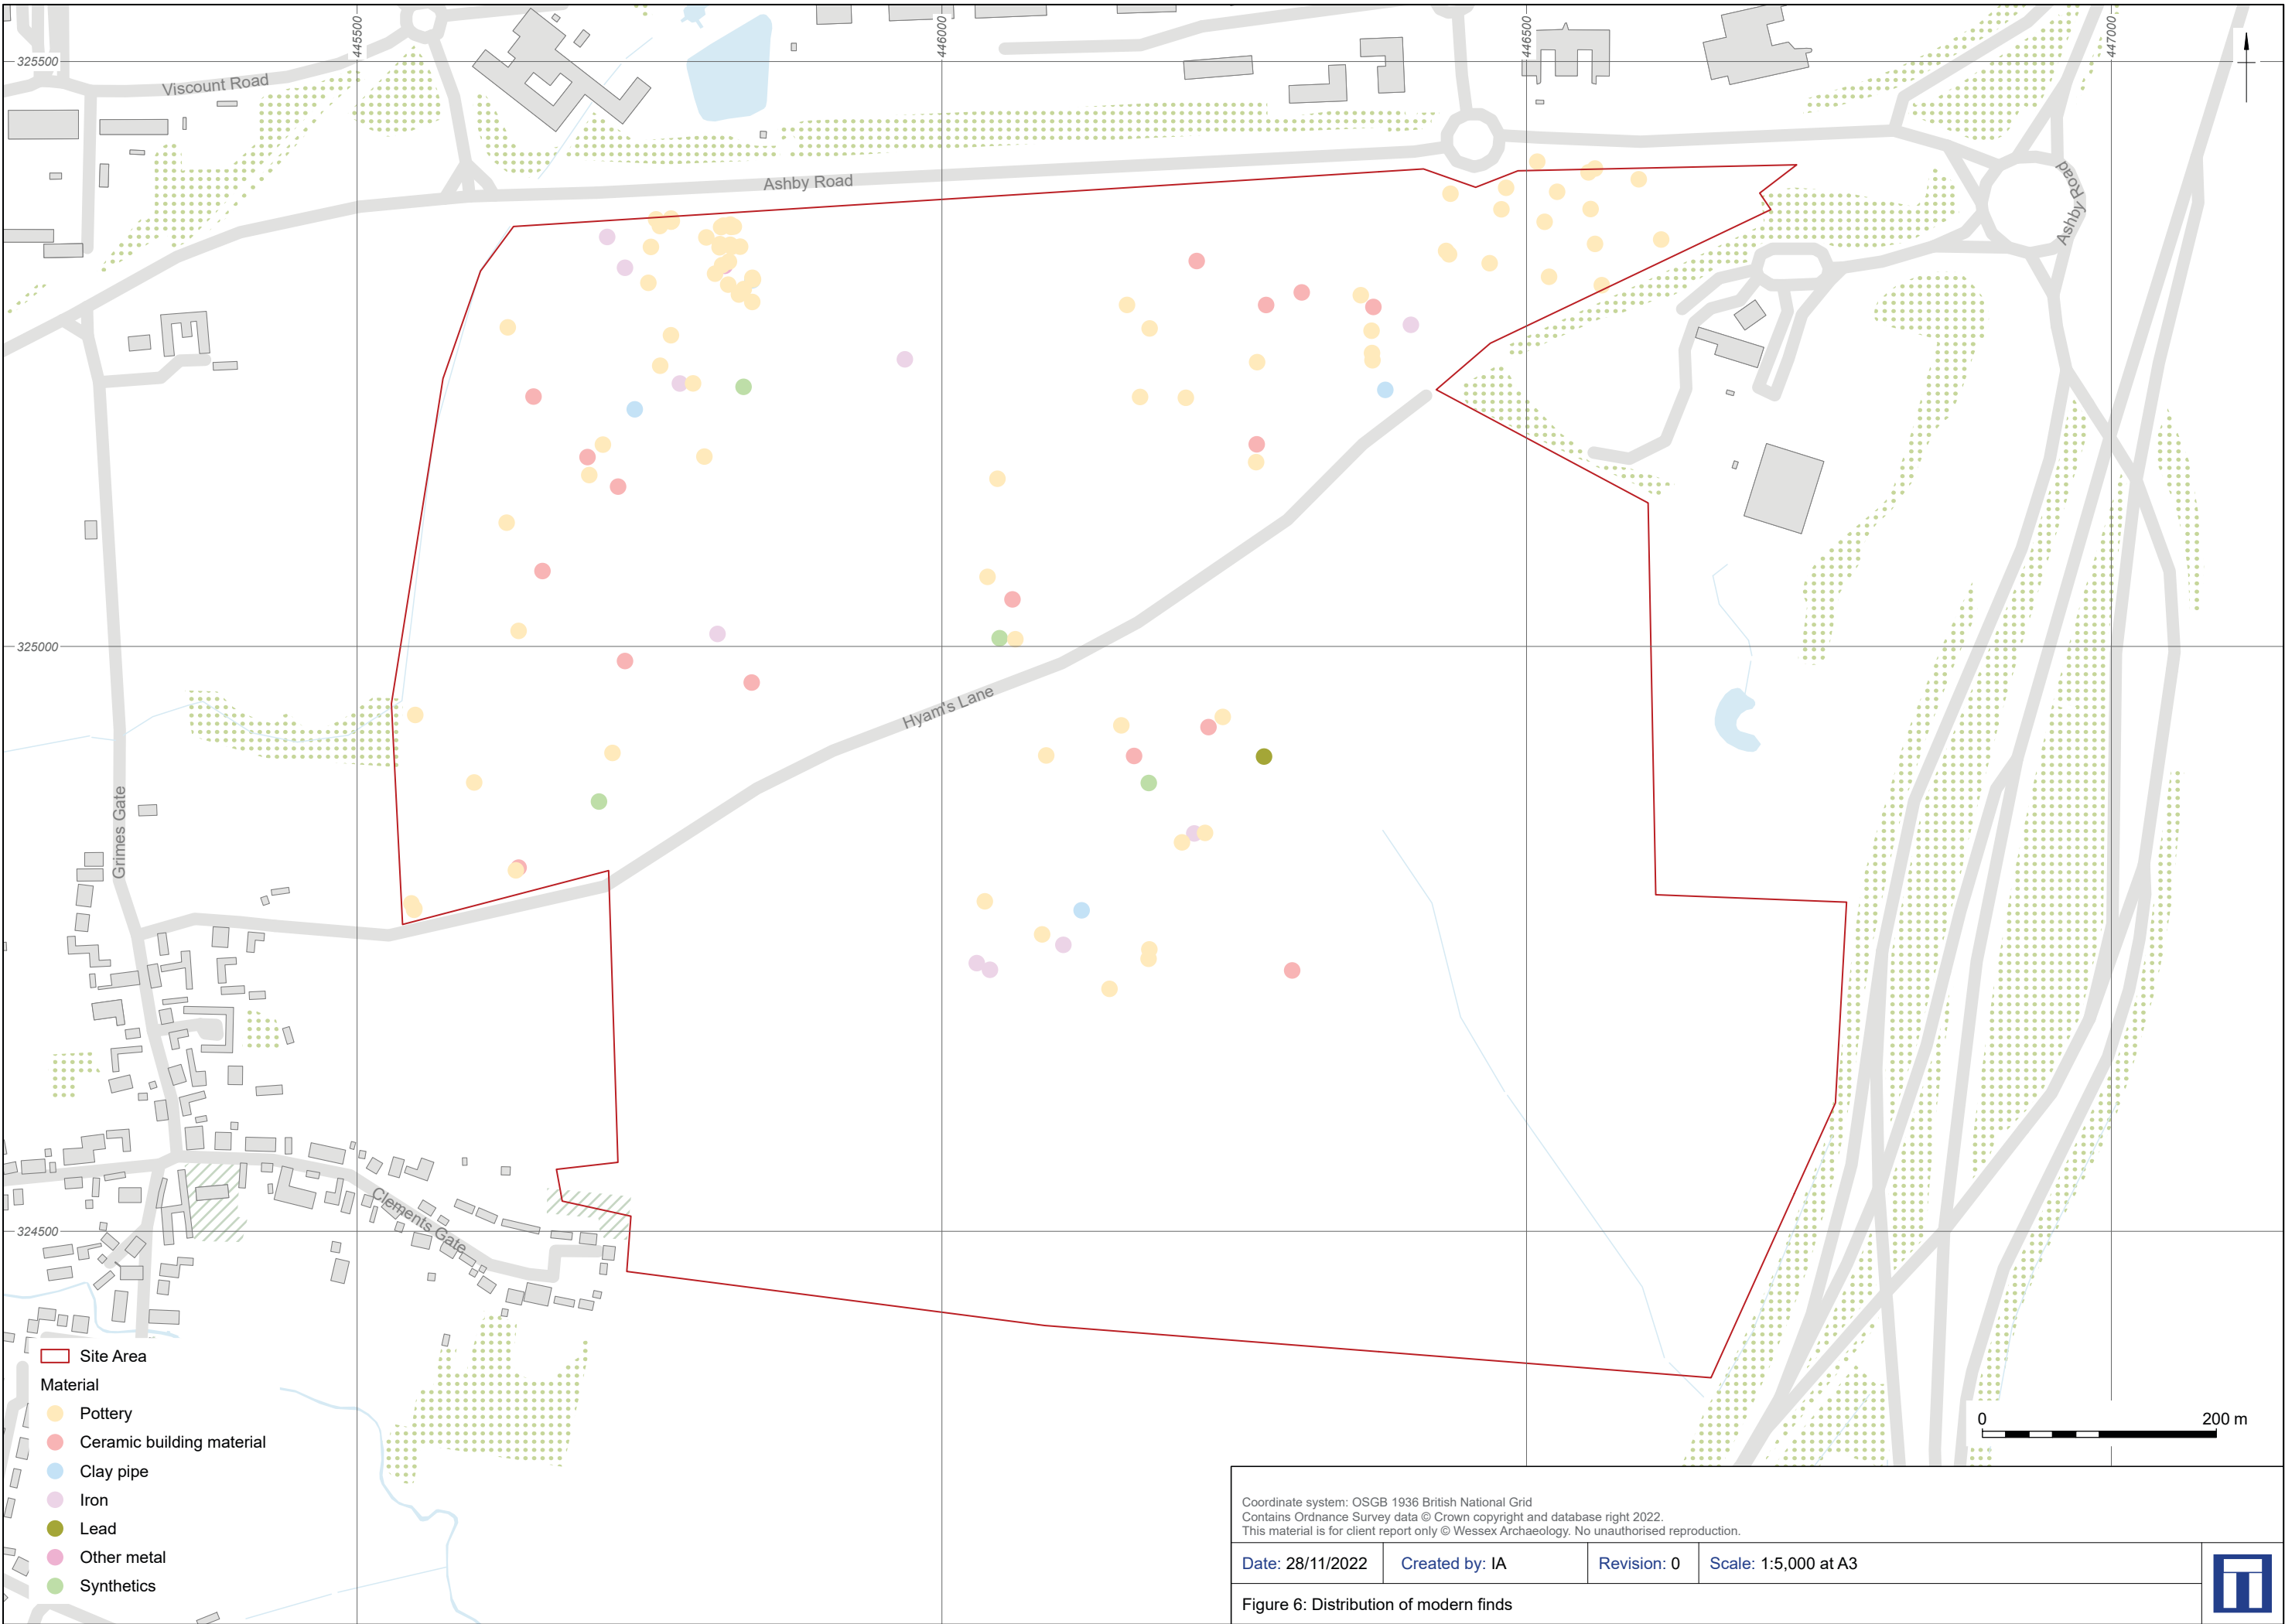 445500
446000
446500
447000
325500
Viscount Road
Ashby Road
Ashby Road
325000
Hyam's Lane
Grimes Gate
Clements Gate
324500
Site Area
Material
Pottery
Ceramic building material
Clay pipe
Iron
Lead
Other metal
Synthetics
0 200 m
Coordinate system: OSGB 1936 British National Grid
Contains Ordnance Survey data © Crown copyright and database right 2022.
This material is for client report only © Wessex Archaeology. No unauthorised reproduction.
Date: 28/11/2022 Created by: IA Revision: 0 Scale: 1:5,000 at A3
Figure 6: Distribution of modern finds